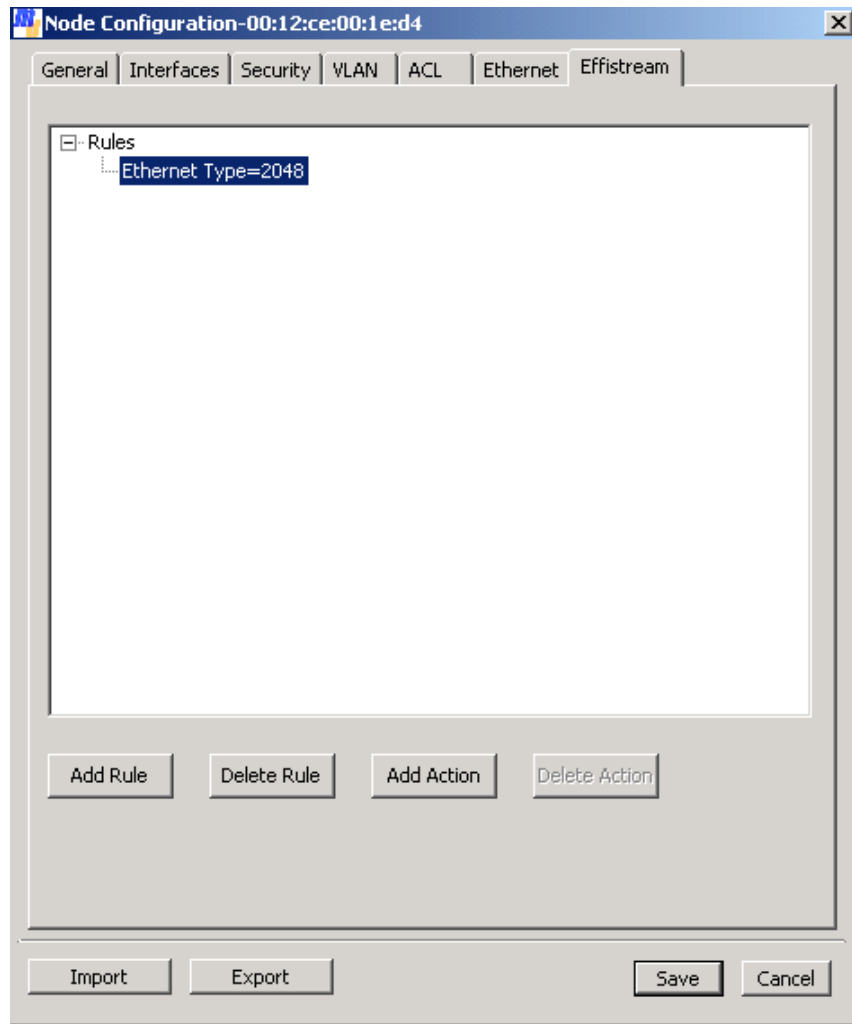 Node Configuration-00:12:ce:00:1e:d4
General Interfaces Security VLAN ACL Ethernet Effistream
Rules
Ethernet Type=2048
Add Rule Delete Rule Add Action Delete Action
Import Export Save Cancel